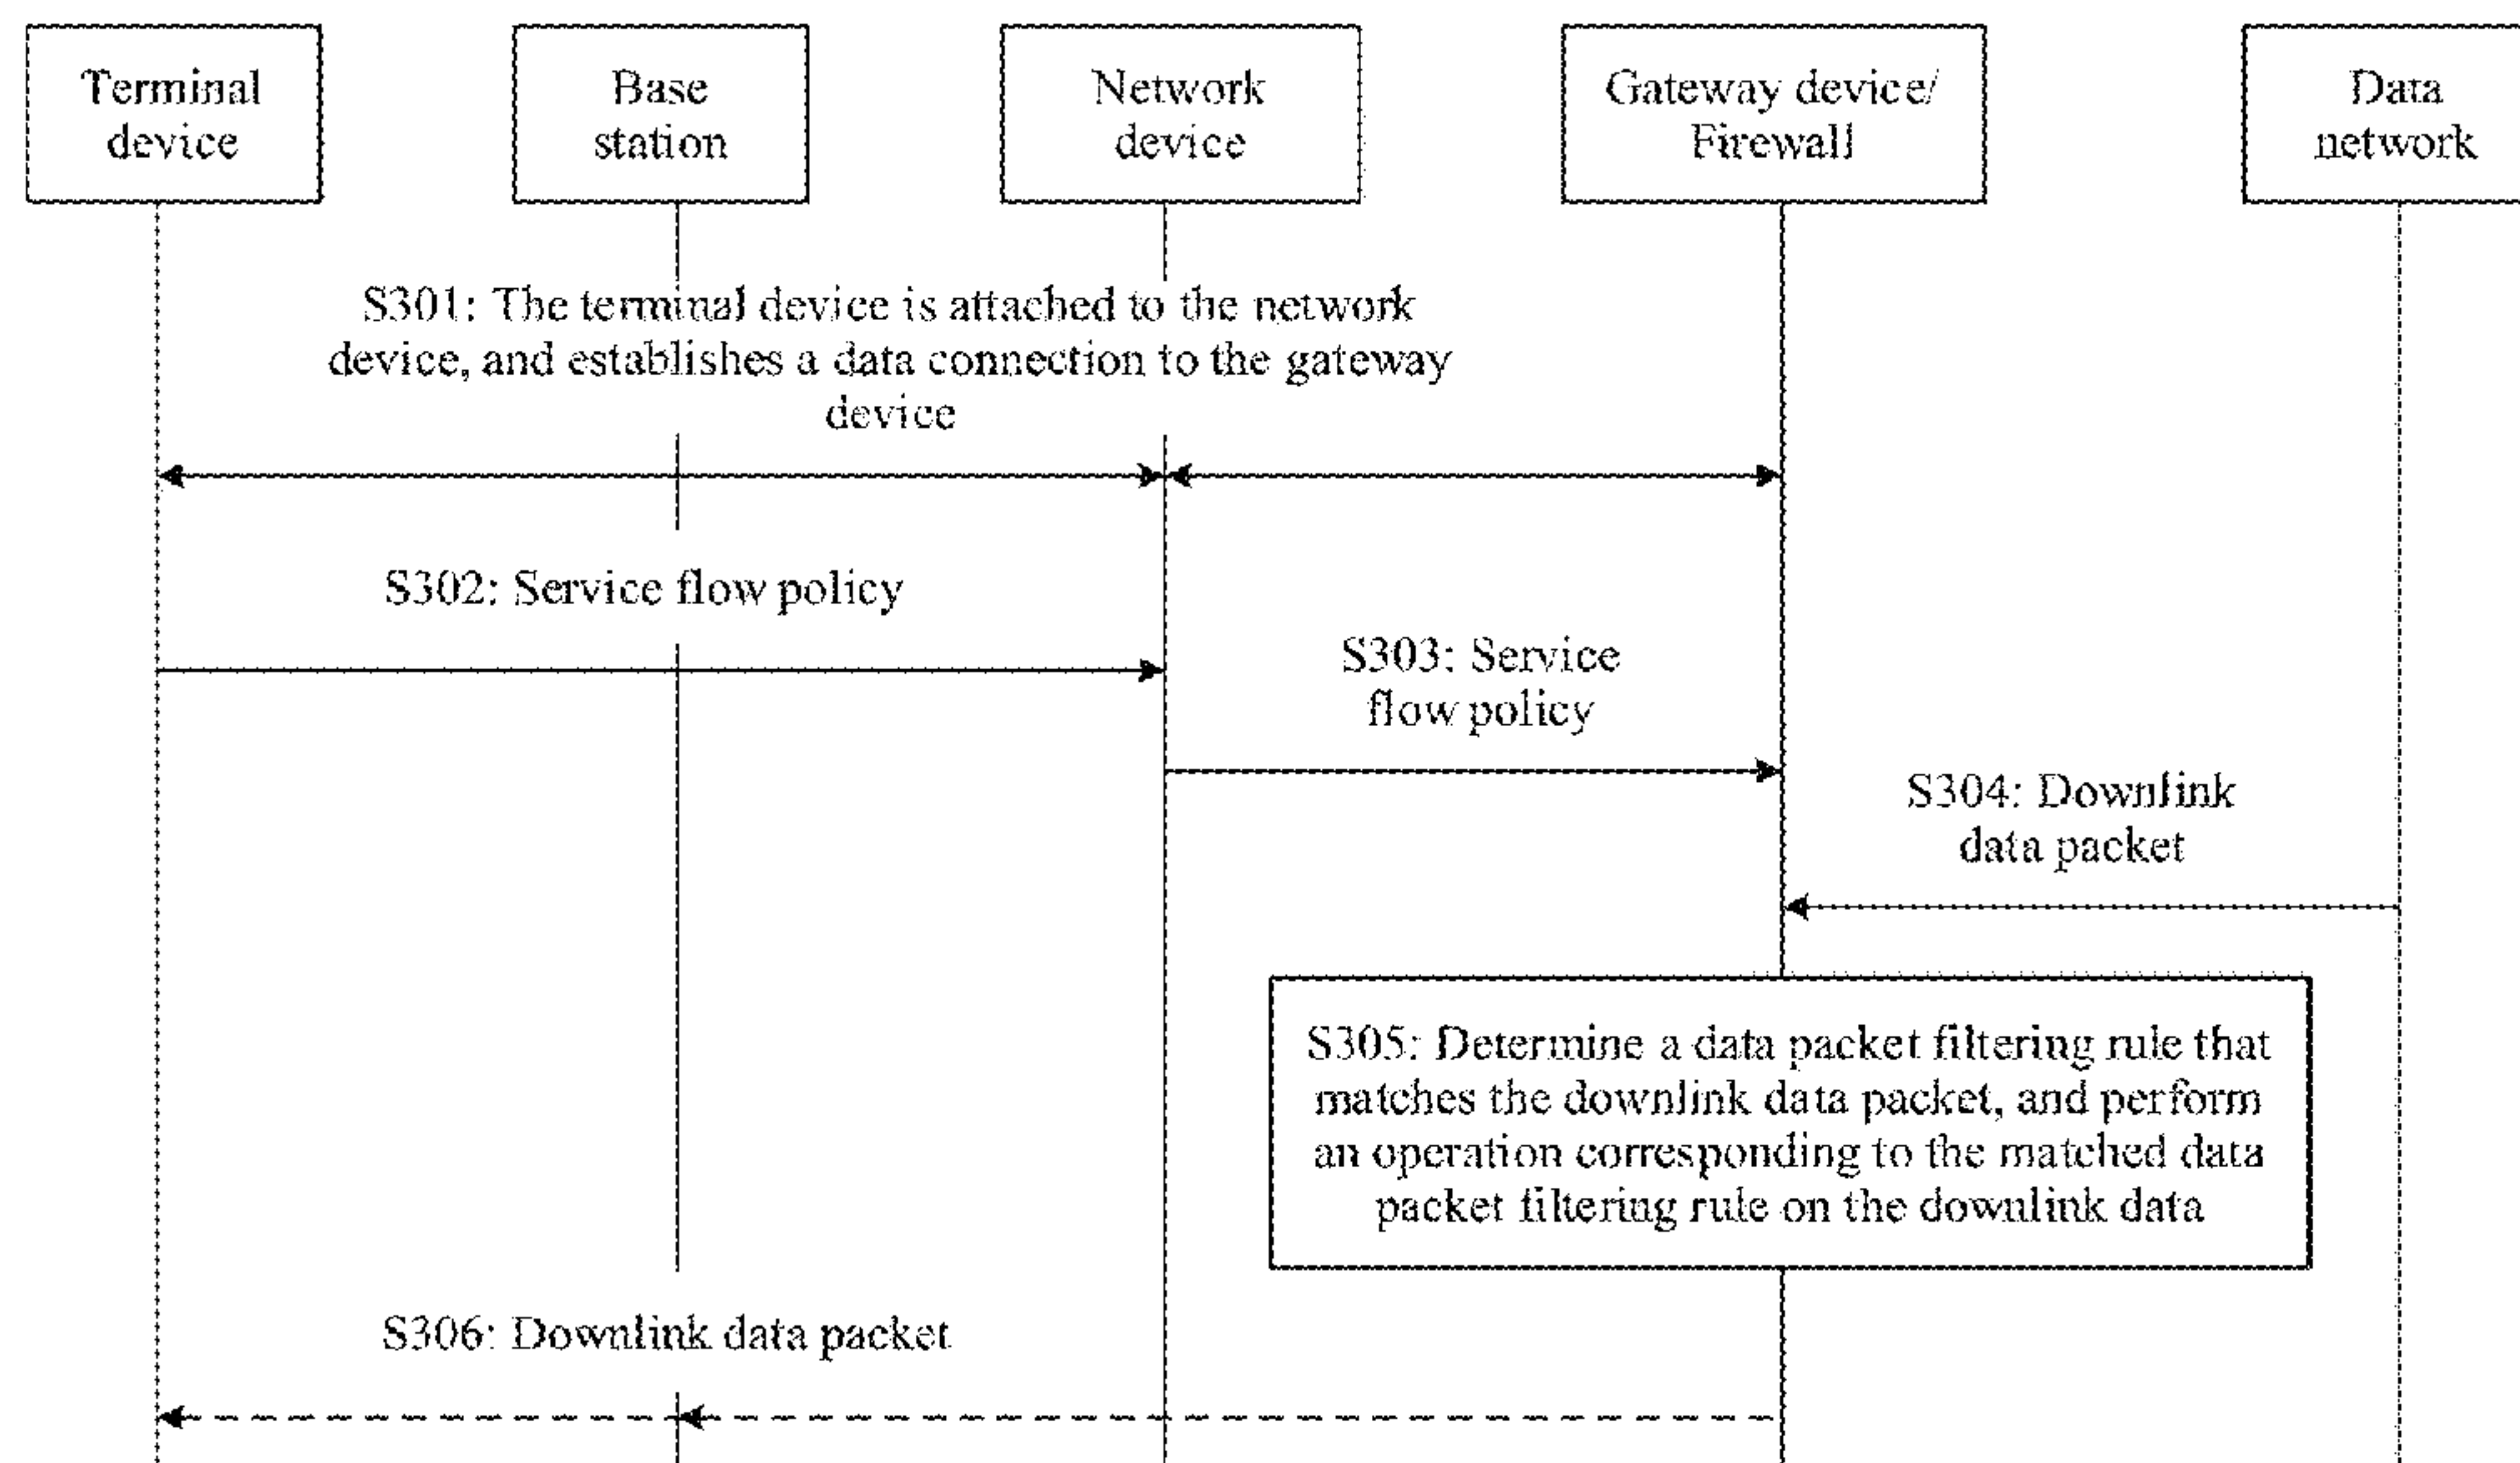 Terminal
device
Base
station
Network
device
Gateway device/
Firewall
Data
network
S301: The terminal device is attached to the network
device, and establishes a data connection to the gateway
device
S302: Service flow policy
S303: Service
flow policy
S304: Downlink
data packet
S305: Determine a data packet filtering rule that
matches the downlink data packet, and perform
an operation corresponding to the matched data
packet filtering rule on the downlink data
S306: Downlink data packet